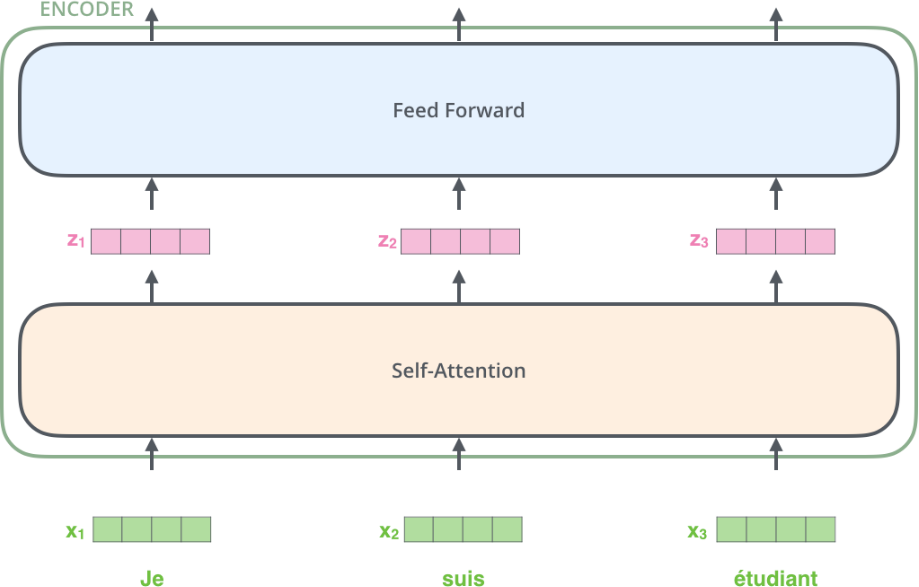 ENCODER
Feed Forward
z₁ z₂ z₃
Self-Attention
x₁ x₂ x₃
Je suis étudiant